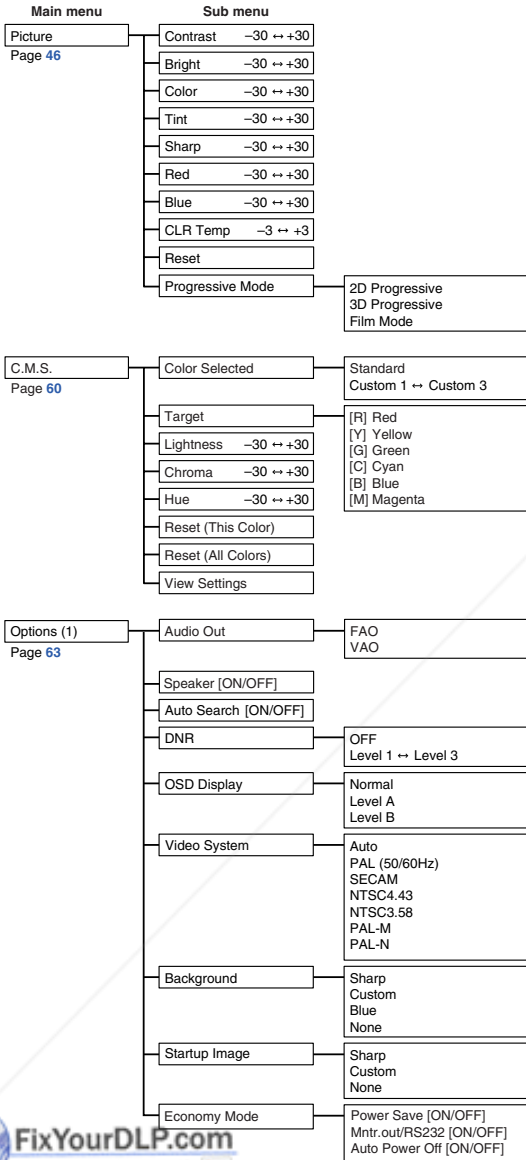 Main menu Sub menu
Picture
Page 46
Contrast –30 ↔ +30
Bright –30 ↔ +30
Color –30 ↔ +30
Tint –30 ↔ +30
Sharp –30 ↔ +30
Red –30 ↔ +30
Blue –30 ↔ +30
CLR Temp –3 ↔ +3
Reset
Progressive Mode
2D Progressive
3D Progressive
Film Mode
C.M.S.
Page 60
Color Selected
Standard
Custom 1 ↔ Custom 3
Target
[R] Red
[Y] Yellow
[G] Green
[C] Cyan
[B] Blue
[M] Magenta
Lightness –30 ↔ +30
Chroma –30 ↔ +30
Hue –30 ↔ +30
Reset (This Color)
Reset (All Colors)
View Settings
Options (1)
Page 63
Audio Out
FAO
VAO
Speaker [ON/OFF]
Auto Search [ON/OFF]
DNR
OFF
Level 1 ↔ Level 3
OSD Display
Normal
Level A
Level B
Video System
Auto
PAL (50/60Hz)
SECAM
NTSC4.43
NTSC3.58
PAL-M
PAL-N
Background
Sharp
Custom
Blue
None
Startup Image
Sharp
Custom
None
Economy Mode
Power Save [ON/OFF]
Mntr.out/RS232 [ON/OFF]
Auto Power Off [ON/OFF]
FixYourDLP.com